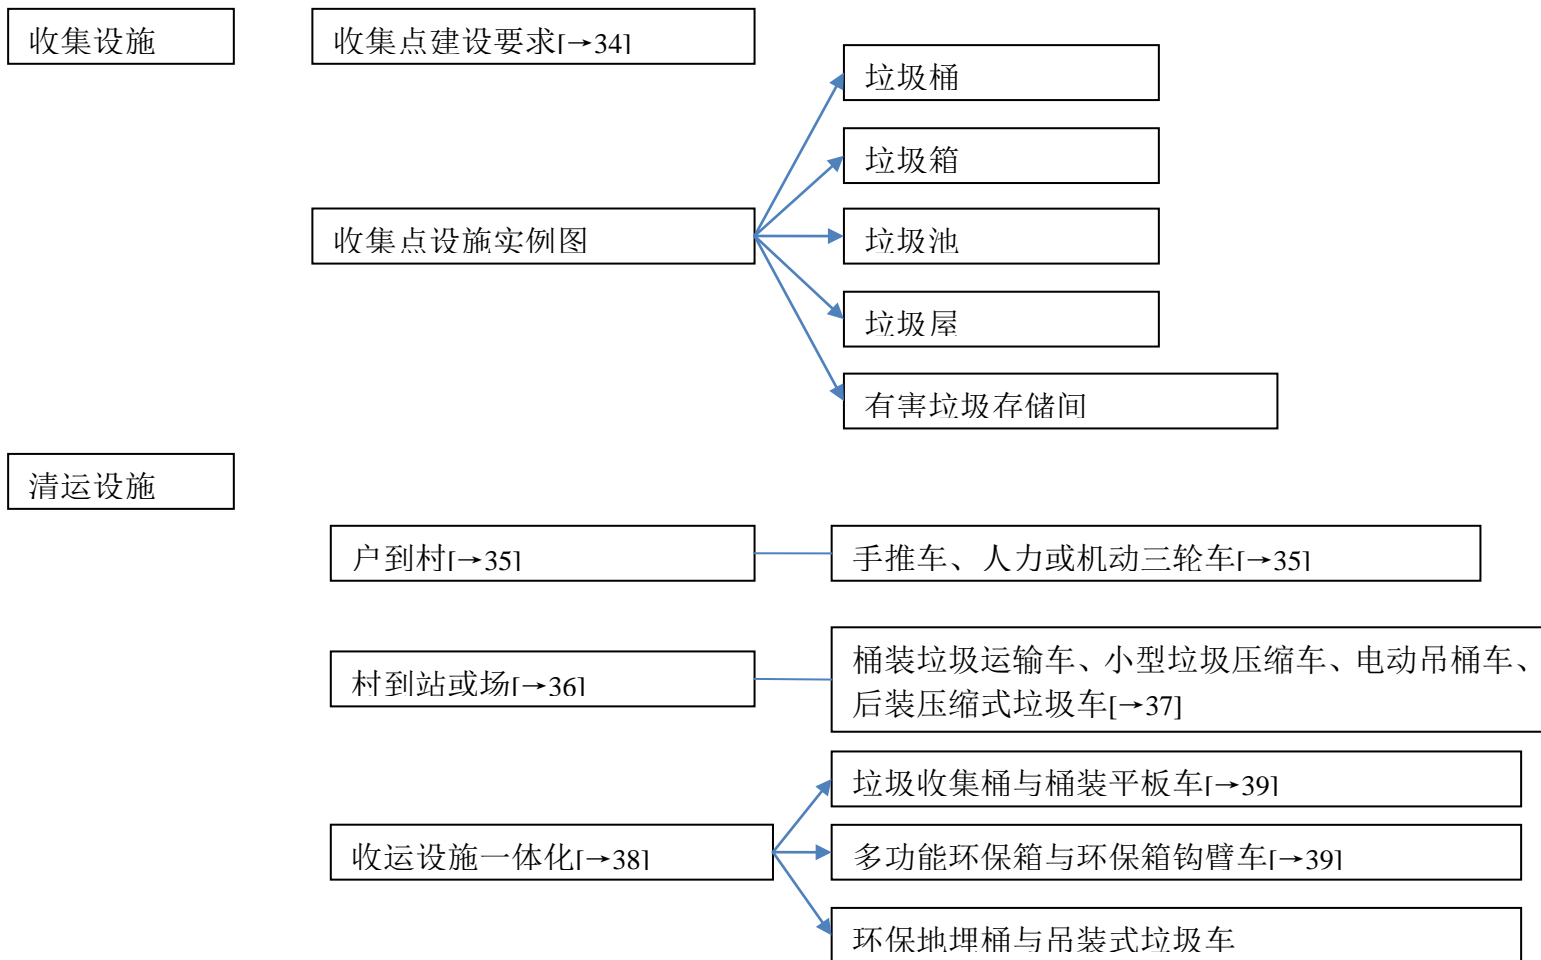 收集设施
收集点建设要求[→34]
垃圾桶
垃圾箱
收集点设施实例图
垃圾池
垃圾屋
有害垃圾存储间
清运设施
户到村[→35]
手推车、人力或机动三轮车[→35]
村到站或场[→36]
桶装垃圾运输车、小型垃圾压缩车、电动吊桶车、
后装压缩式垃圾车[→37]
垃圾收集桶与桶装平板车[→39]
收运设施一体化[→38]
多功能环保箱与环保箱钩臂车[→39]
环保地埋桶与吊装式垃圾车